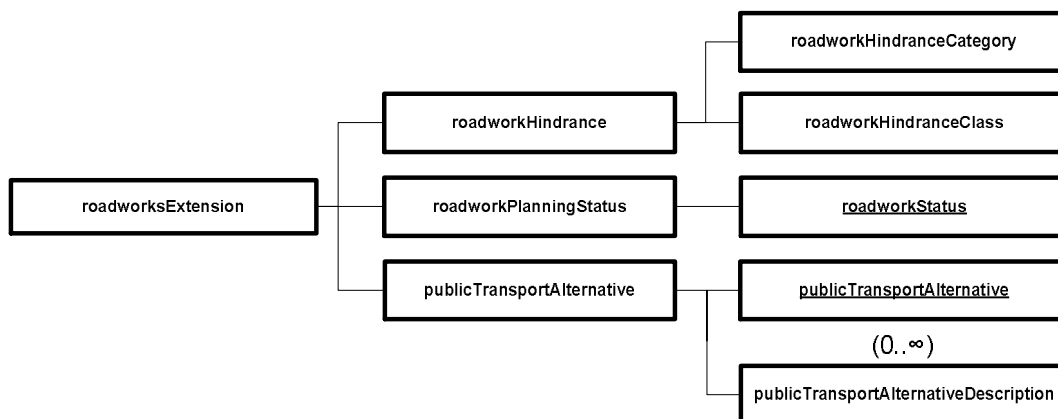 roadworkHindranceCategory
roadworkHindrance
roadworkHindranceClass
roadworksExtension
roadworkPlanningStatus
roadworkStatus
publicTransportAlternative
publicTransportAlternative
(0..∞)
publicTransportAlternativeDescription